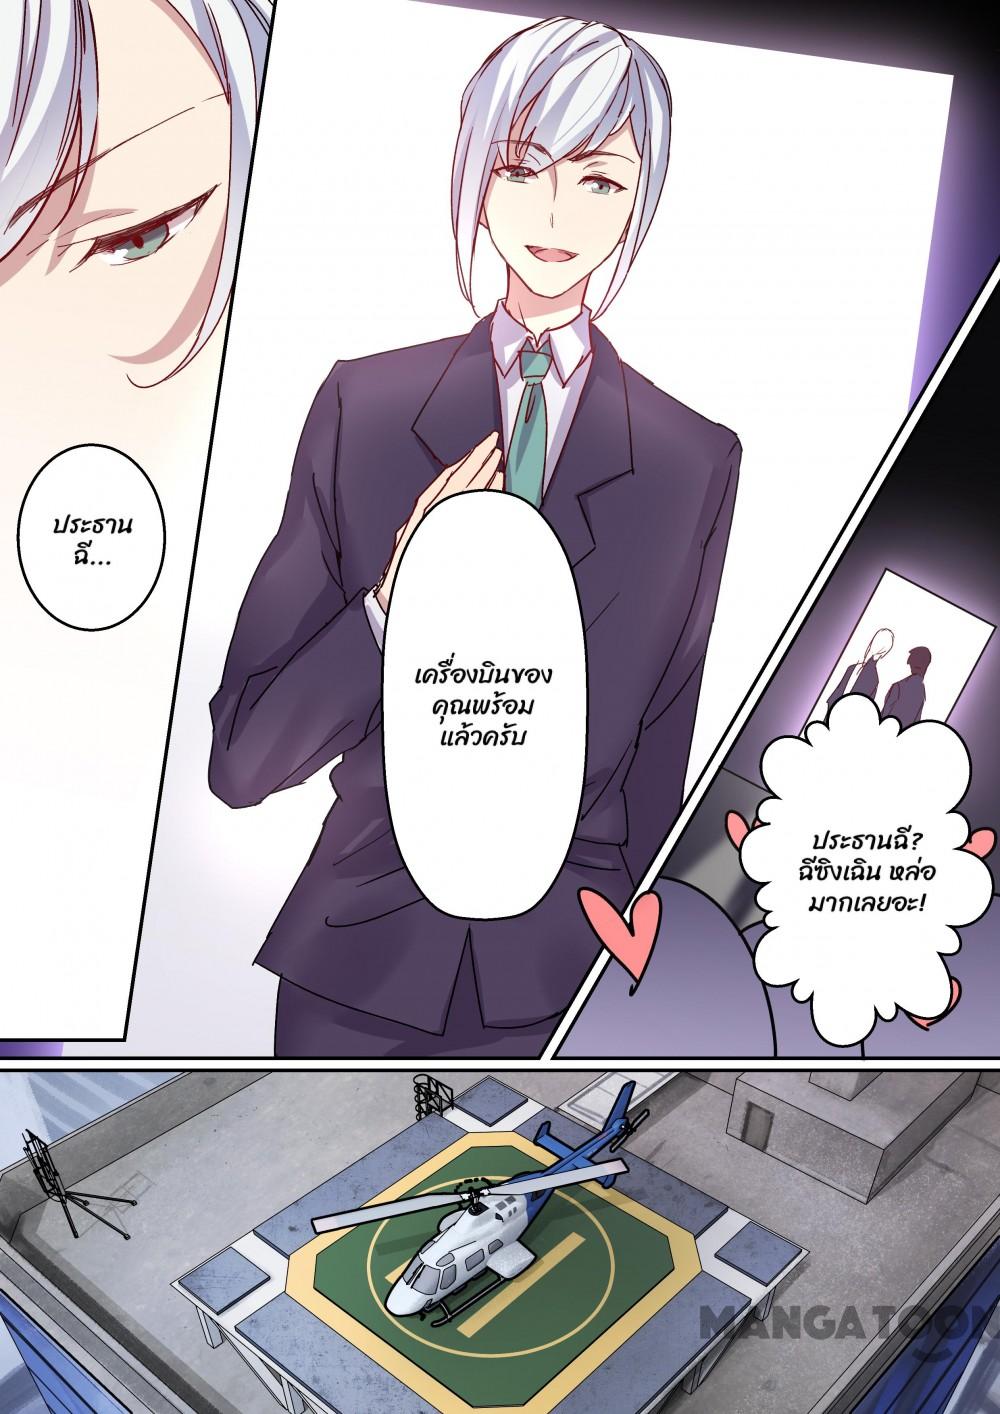 ประธาน
ฉี...
เครื่องบินของ
คุณพร้อม
แล้วครับ
ประธานฉี?
ฉีซิงเฉิน หล่อ
มากเลยอะ!
MANGATOON